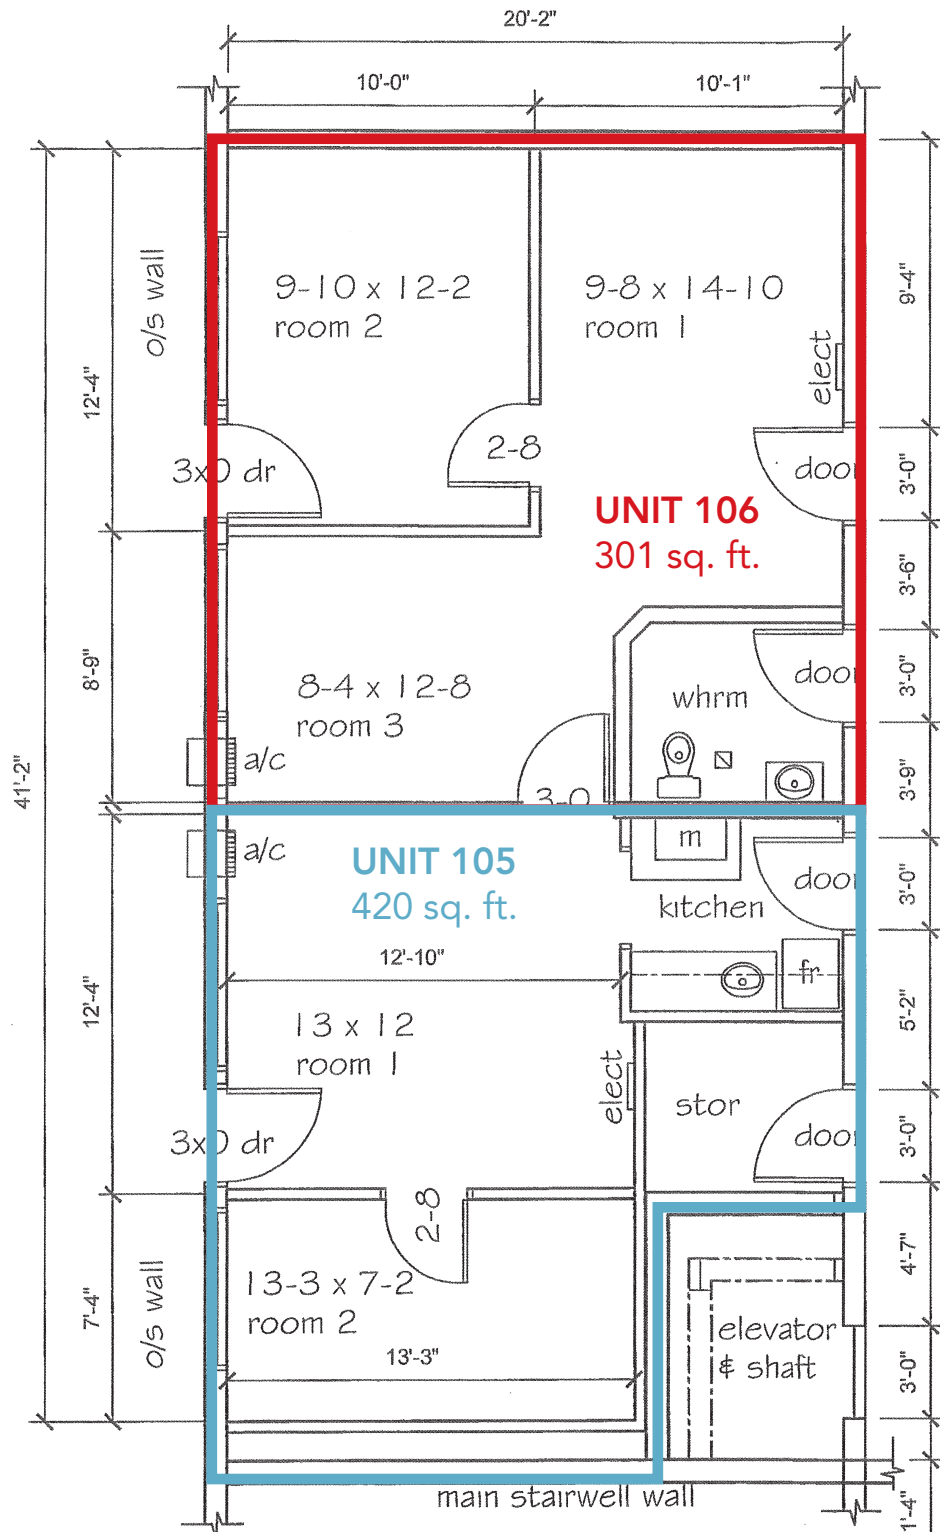 20'-2"
10'-0"
10'-1"
o/s wall
9-10 x 12-2
room 2
9-8 x 14-10
room 1
elect
9'-4"
12'-4"
3x0 dr
2-8
door
3'-0"
UNIT 106
301 sq. ft.
3'-6"
8'-9"
8-4 x 12-8
room 3
whrm
door
3'-0"
a/c
3-0
3'-9"
41'-2"
a/c
UNIT 105
420 sq. ft.
m
kitchen
door
3'-0"
12'-10"
fr
12'-4"
13 x 12
room 1
5'-2"
elect
stor
3x0 dr
door
3'-0"
2-8
o/s wall
7'-4"
13-3 x 7-2
room 2
4'-7"
13'-3"
elevator
& shaft
3'-0"
main stairwell wall
1'-4"